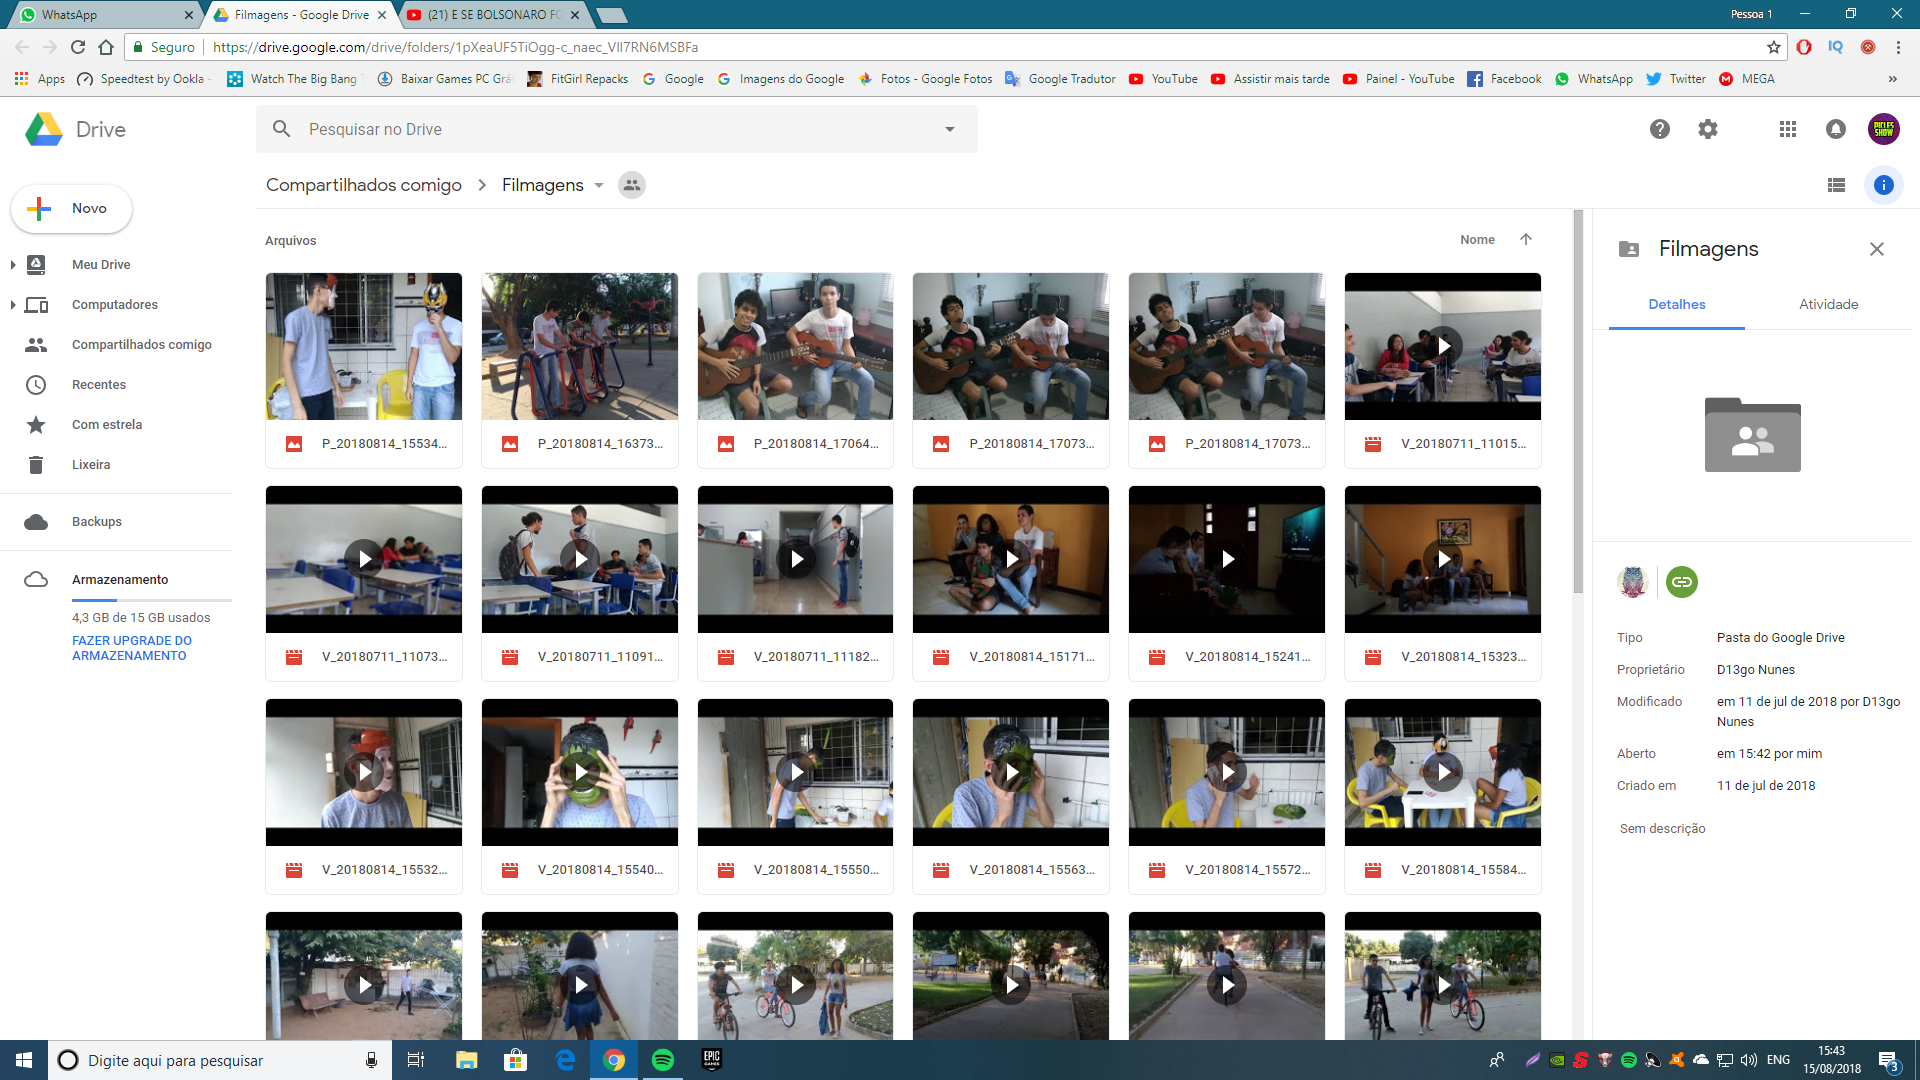 WhatsApp
Filmagens - Google Drive
(21) E SE BOLSONARO FO
Pessoa 1
Seguro
https://drive.google.com/drive/folders/1pXeaUF5TiOgg-c_naec_VIl7RN6MSBFa
Apps
Speedtest by Ookla -
Watch The Big Bang
Baixar Games PC Grá
FitGirl Repacks
Google
Imagens do Google
Fotos - Google Fotos
Google Tradutor
YouTube
Assistir mais tarde
Painel - YouTube
Facebook
WhatsApp
Twitter
MEGA
Drive
Pesquisar no Drive
PICLES
SHOW
Compartilhados comigo
Filmagens
Novo
Meu Drive
Computadores
Compartilhados comigo
Recentes
Com estrela
Lixeira
Backups
Armazenamento
4,3 GB de 15 GB usados
FAZER UPGRADE DO
ARMAZENAMENTO
Arquivos
Nome
P_20180814_15534...
P_20180814_16373...
P_20180814_17064...
P_20180814_17073...
P_20180814_17073...
V_20180711_11015...
V_20180711_11073...
V_20180711_11091...
V_20180711_11182...
V_20180814_15171...
V_20180814_15241...
V_20180814_15323...
V_20180814_15532...
V_20180814_15540...
V_20180814_15550...
V_20180814_15563...
V_20180814_15572...
V_20180814_15584...
Filmagens
Detalhes
Atividade
Tipo
Pasta do Google Drive
Proprietário
D13go Nunes
Modificado
em 11 de jul de 2018 por D13go
Nunes
Aberto
em 15:42 por mim
Criado em
11 de jul de 2018
Sem descrição
Digite aqui para pesquisar
EPIC
GAMES
ENG
15:43
15/08/2018
3